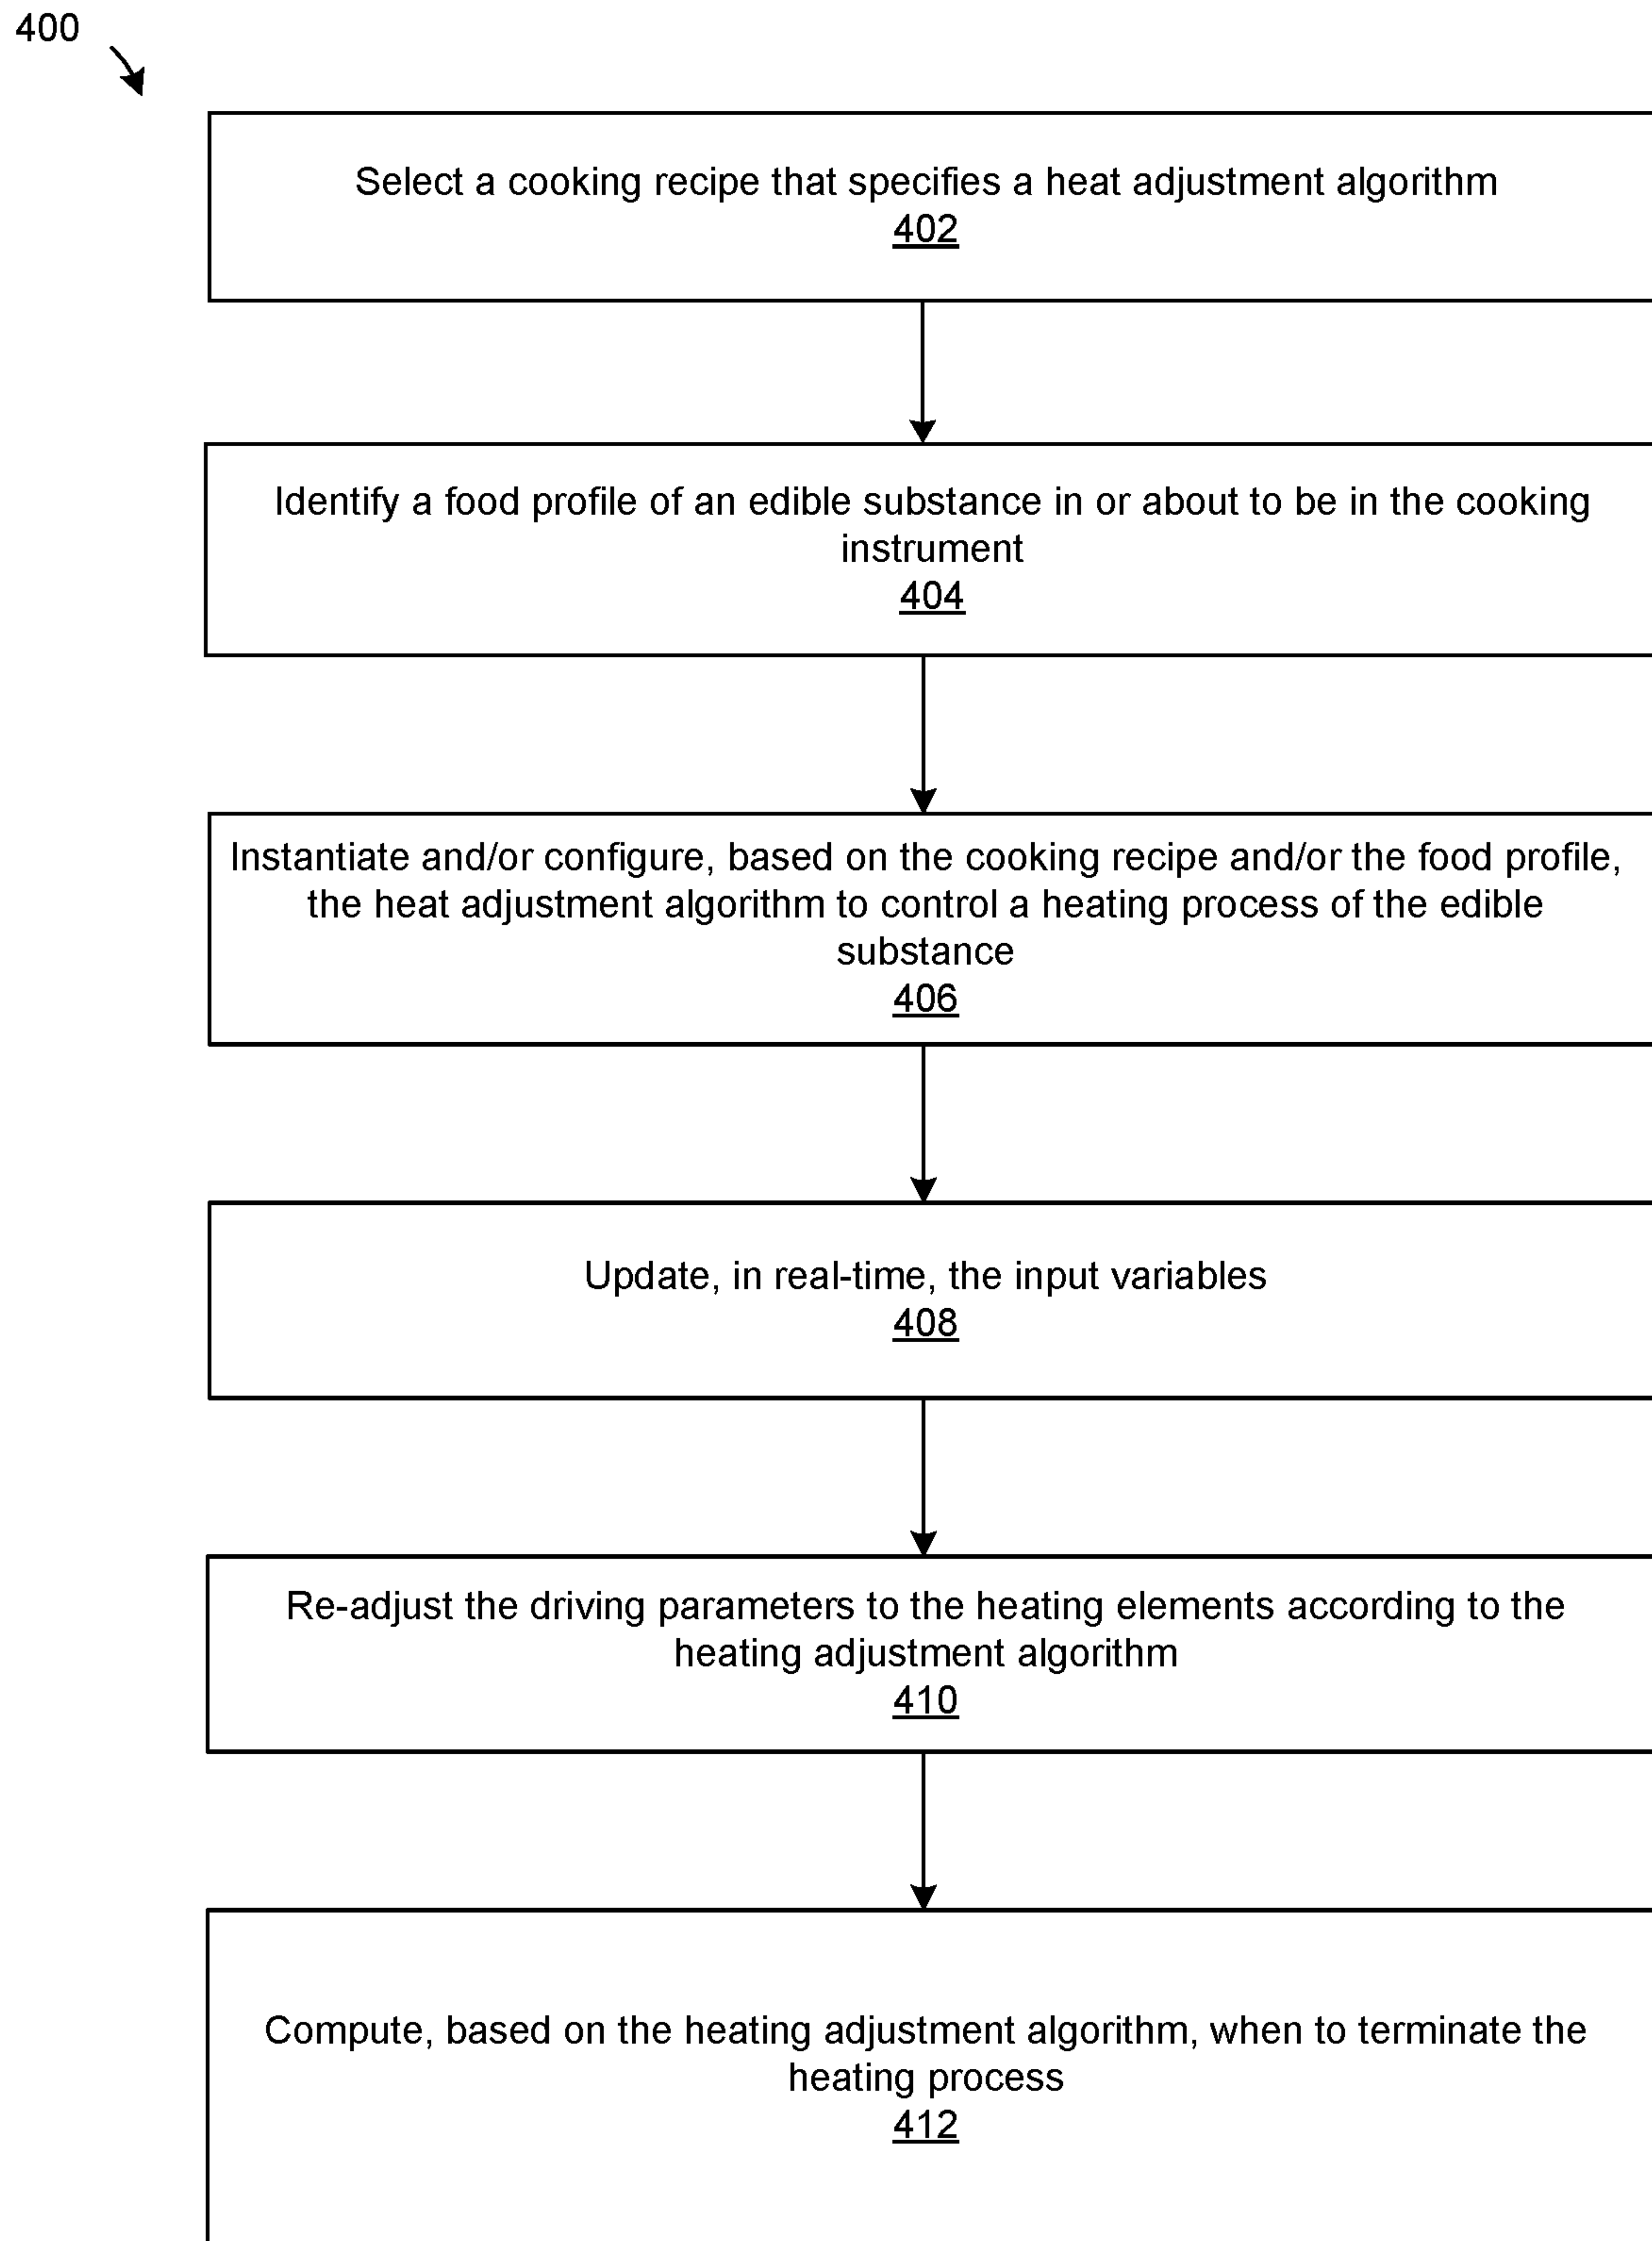 400
Select a cooking recipe that specifies a heat adjustment algorithm
402
Identify a food profile of an edible substance in or about to be in the cooking
instrument
404
Instantiate and/or configure, based on the cooking recipe and/or the food profile,
the heat adjustment algorithm to control a heating process of the edible
substance
406
Update, in real-time, the input variables
408
Re-adjust the driving parameters to the heating elements according to the
heating adjustment algorithm
410
Compute, based on the heating adjustment algorithm, when to terminate the
heating process
412